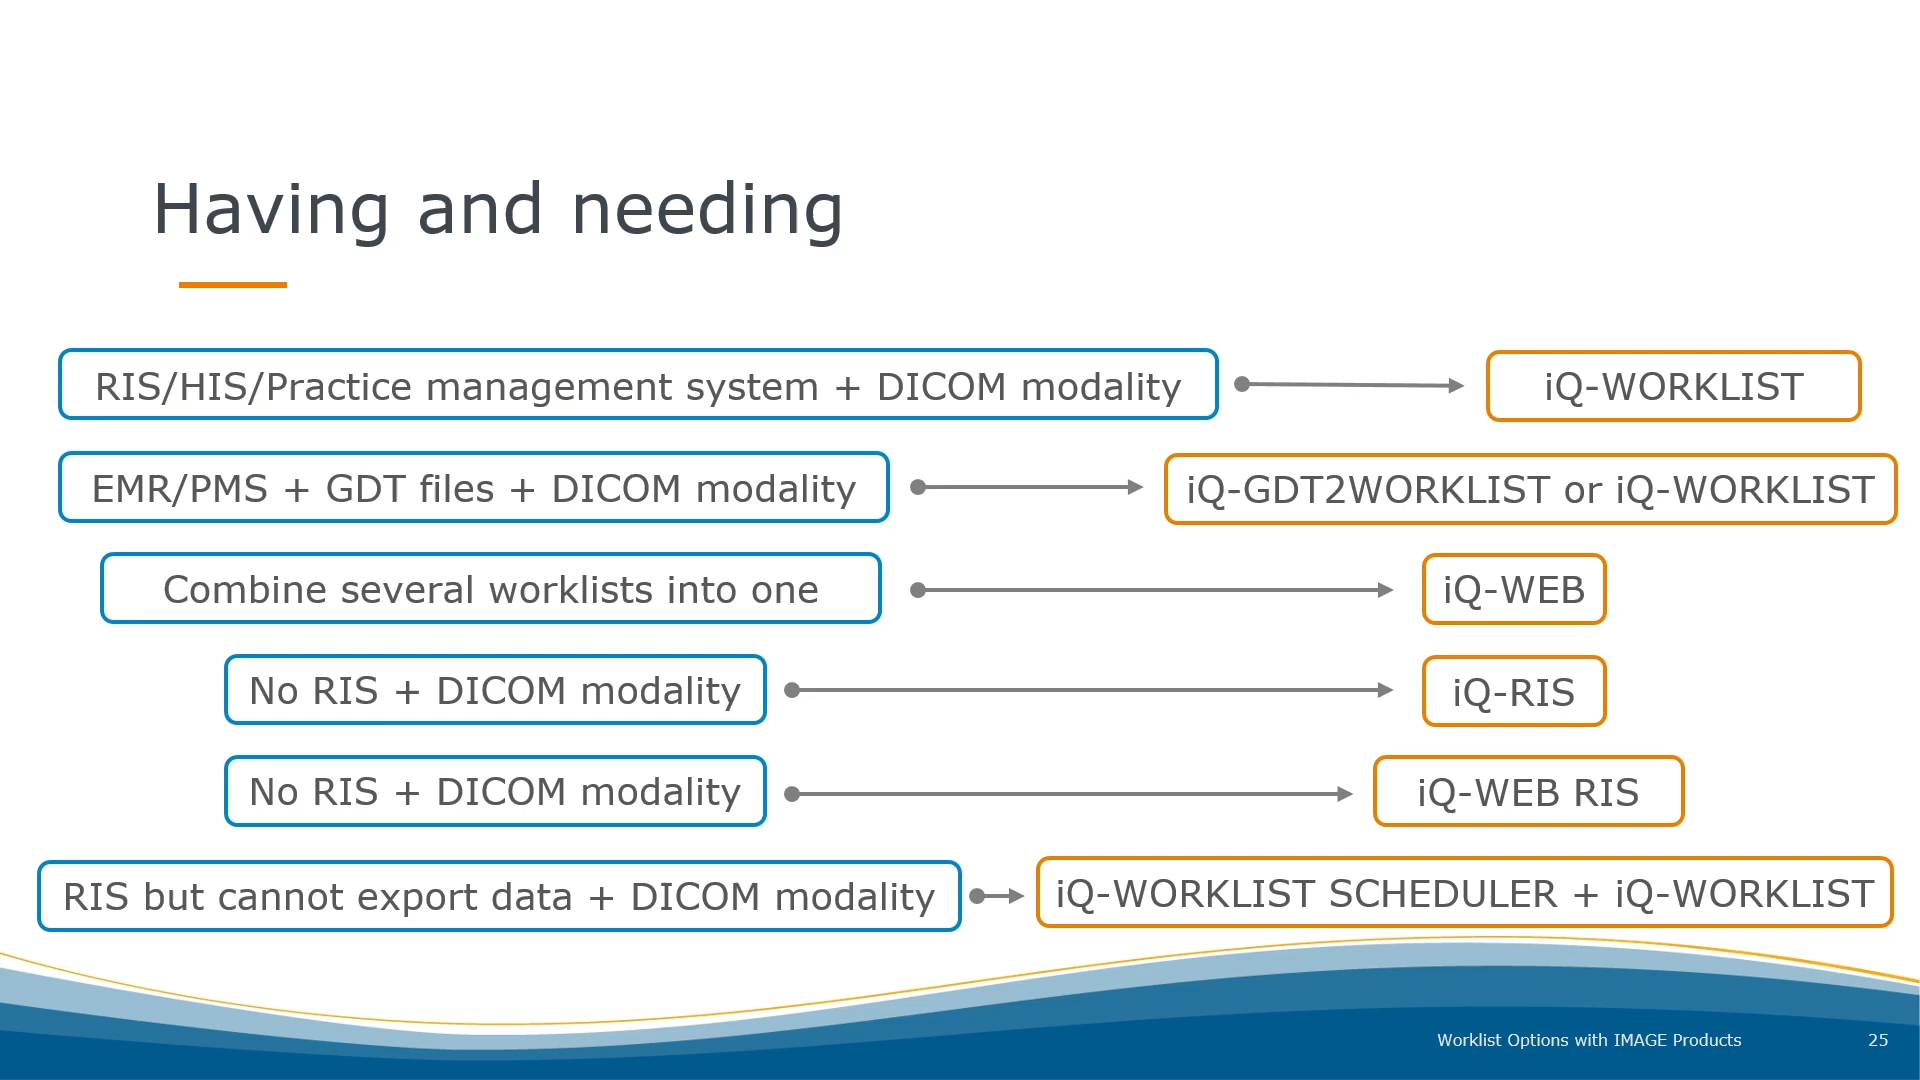 Having and needing
RIS/HIS/Practice management system + DICOM modality
iQ-WORKLIST
EMR/PMS + GDT files + DICOM modality
iQ-GDT2WORKLIST or iQ-WORKLIST
Combine several worklists into one
iQ-WEB
No RIS + DICOM modality
iQ-RIS
No RIS + DICOM modality
iQ-WEB RIS
RIS but cannot export data + DICOM modality
iQ-WORKLIST SCHEDULER + iQ-WORKLIST
Worklist Options with IMAGE Products
25